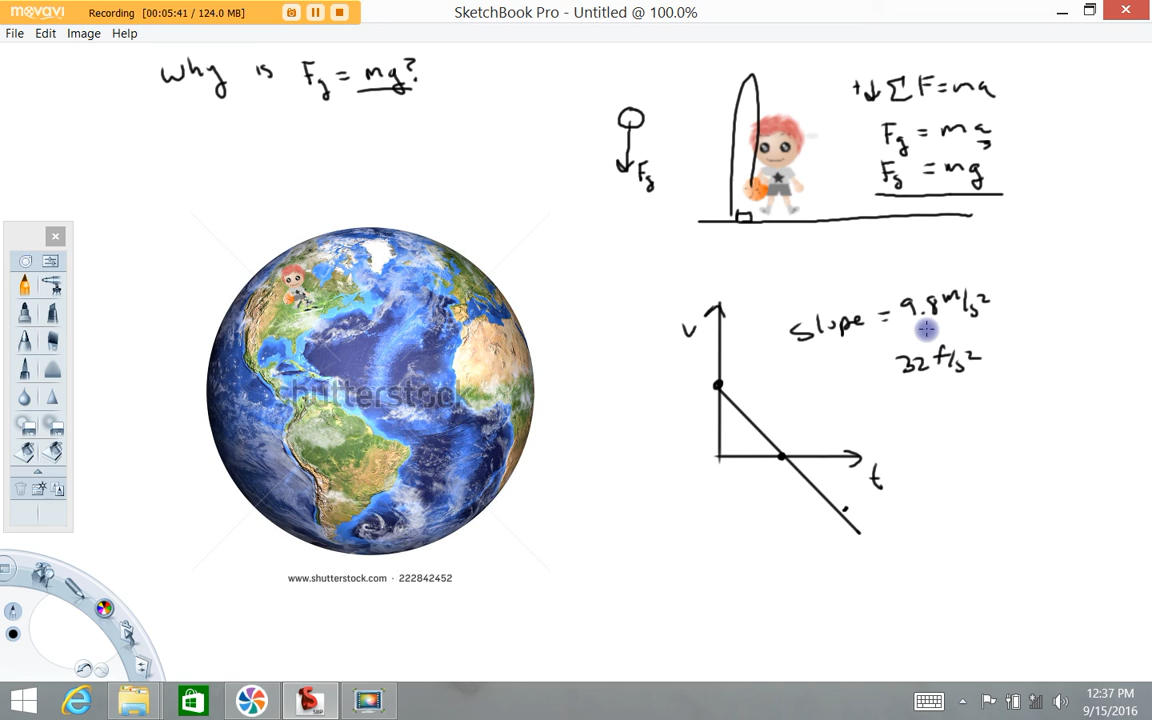 movavi Recording [00:05:41 / 124.0 MB]
SketchBook Pro - Untitled @ 100.0%
File Edit Image Help
Why is Fg = mg?
+↓ ΣF=ma
Fg = ma
Fg = mg
Fg
Slope = 9.8 m/s²
32 f/s²
v
t
shutterstock
www.shutterstock.com · 222842452
12:37 PM
9/15/2016